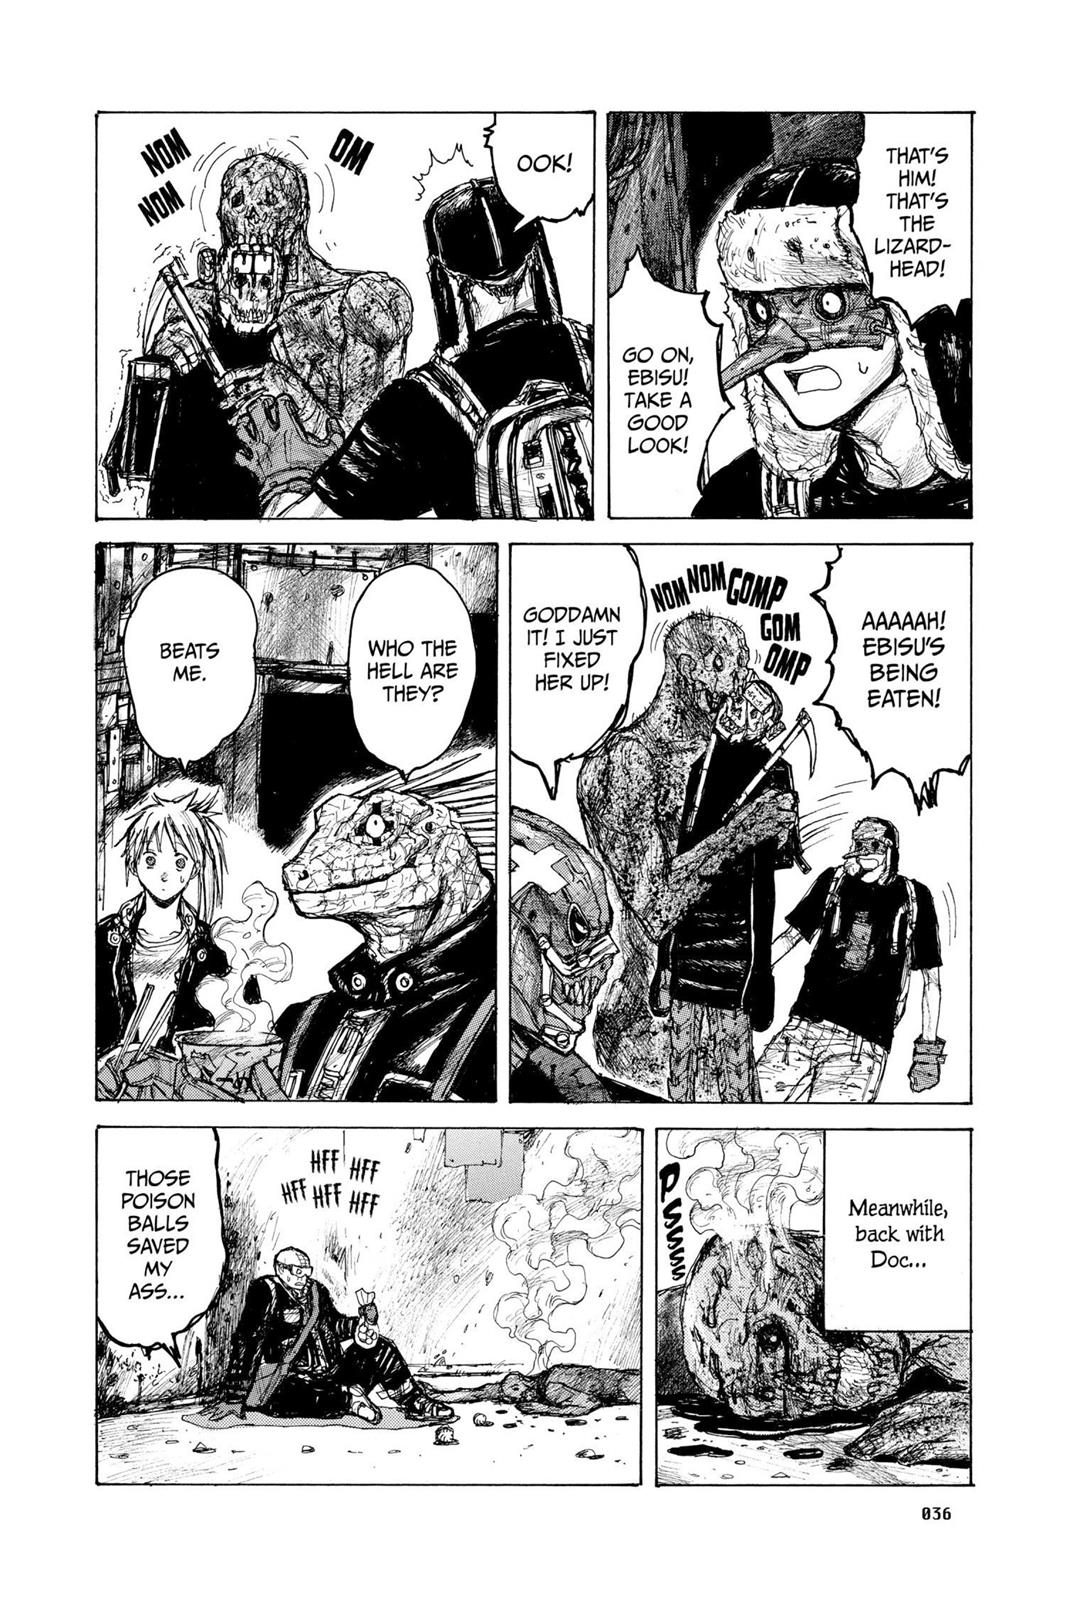 THAT'S
HIM!
THAT'S
THE
LIZARD-
HEAD!
GO ON,
EBISU!
TAKE A
GOOD
LOOK!
OOK!
OM
NOM
NOM
AAAAAH!
EBISU'S
BEING
EATEN!
NOM NOM GOMP
GOM
OMP
GODDAMN
IT! I JUST
FIXED
HER UP!
WHO THE
HELL ARE
THEY?
BEATS
ME.
Meanwhile,
back with
Doc...
PSSSSS
HFF HFF
HFF HFF HFF
THOSE
POISON
BALLS
SAVED
MY
ASS...
036